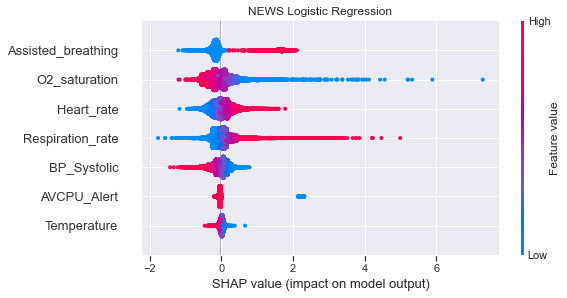 NEWS Logistic Regression
High
Assisted_breathing
O2_saturation
Heart_rate
Respiration_rate
BP_Systolic
AVCPU_Alert
Temperature
Feature value
Low
−2 0 2 4 6
SHAP value (impact on model output)